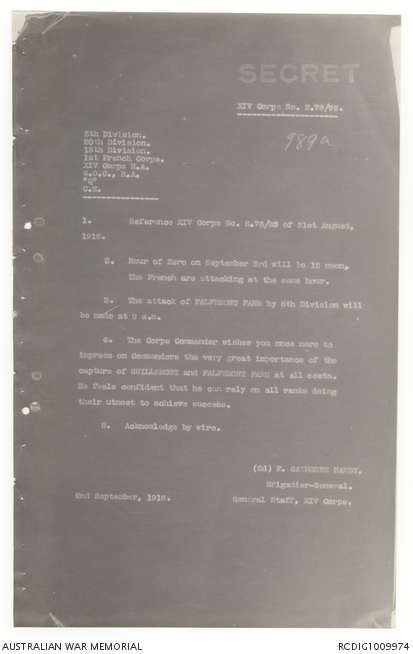 SECRET
XIV Corps No. S.76/95.
989a
5th Division.
20th Division.
16th Division.
1st French Corps.
XIV Corps H.A.
G.O.C., R.A.
"Q"
C.E.
1. Reference XIV Corps No. S.76/85 of 31st August,
1916.
2. Hour of Zero on September 3rd will be 12 noon.
The French are attacking at the same hour.
3. The attack of FALFEMONT FARM by 5th Division will
be made at 9 a.m.
4. The Corps Commander wishes you once more to
impress on Commanders the very great importance of the
capture of GUILLEMONT and FALFEMONT FARM at all costs.
He feels confident that he can rely on all ranks doing
their utmost to achieve success.
5. Acknowledge by wire.
(Sd) F. GATHORNE HARDY.
Brigadier-General.
2nd September, 1916.
General Staff, XIV Corps.
AUSTRALIAN WAR MEMORIAL
RCDIG1009974